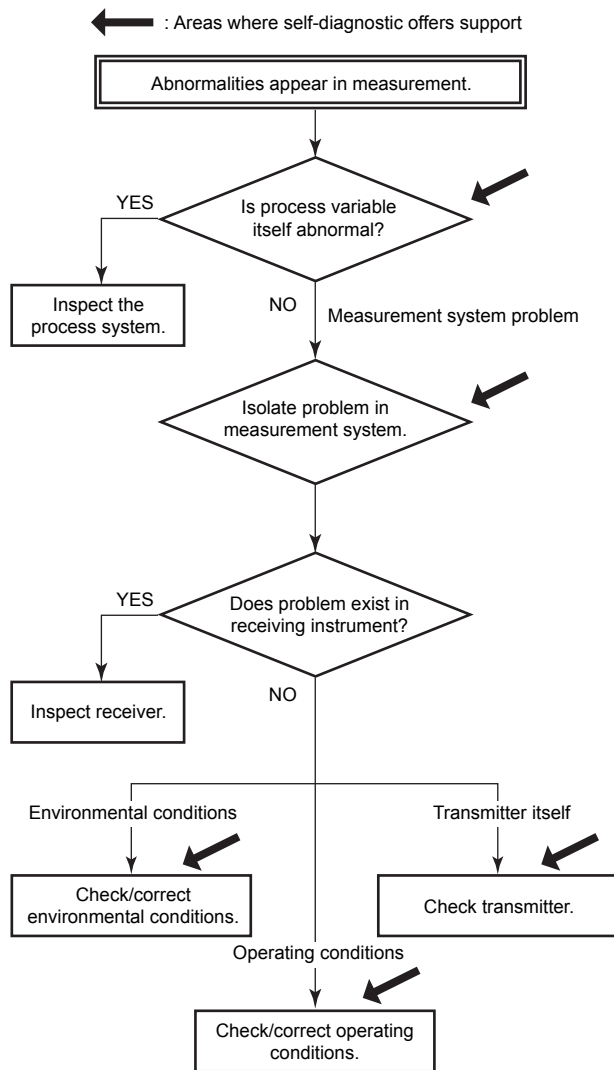 : Areas where self-diagnostic offers support
Abnormalities appear in measurement.
YES
Is process variable
itself abnormal?
Inspect the
process system.
NO
Measurement system problem
Isolate problem in
measurement system.
YES
Does problem exist in
receiving instrument?
Inspect receiver.
NO
Environmental conditions
Transmitter itself
Check/correct
environmental conditions.
Check transmitter.
Operating conditions
Check/correct operating
conditions.